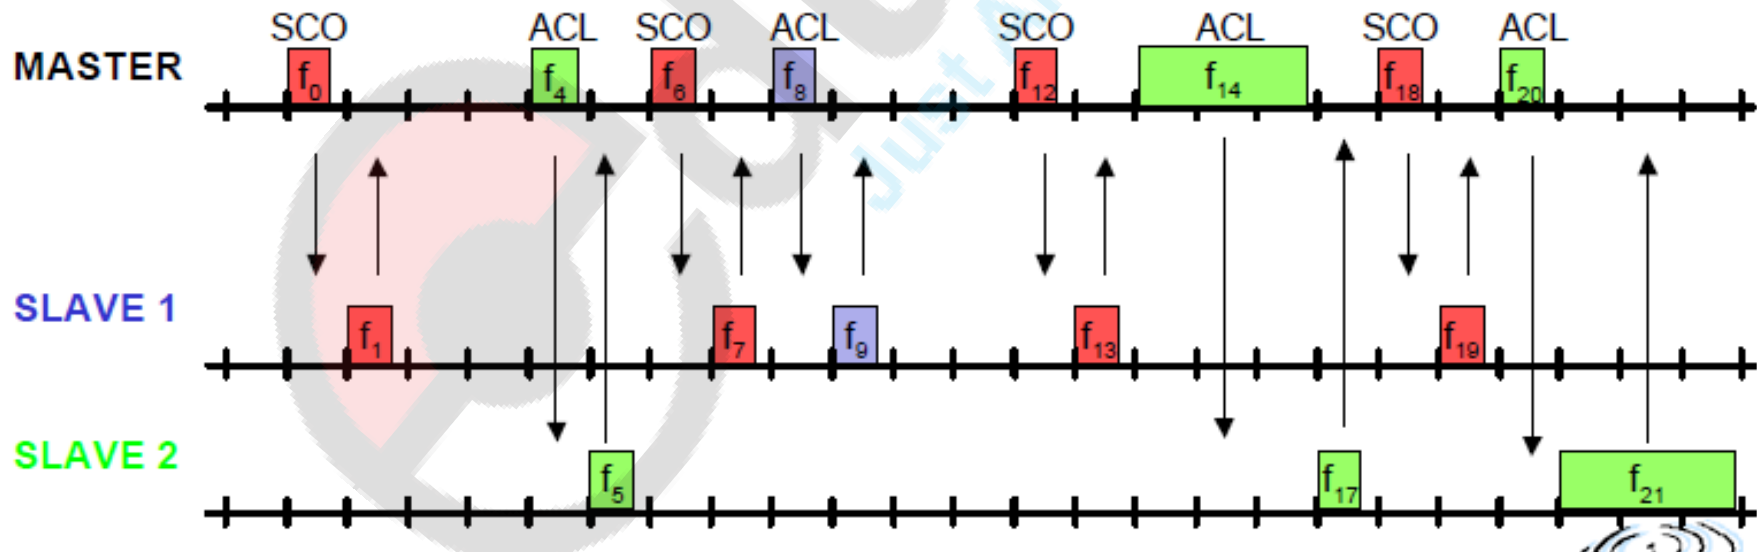 SCO ACL SCO ACL SCO ACL SCO ACL
MASTER f0 f4 f6 f8 f12 f14 f18 f20
Just A
SLAVE 1 f1 f7 f9 f13 f19
SLAVE 2 f5 f17 f21